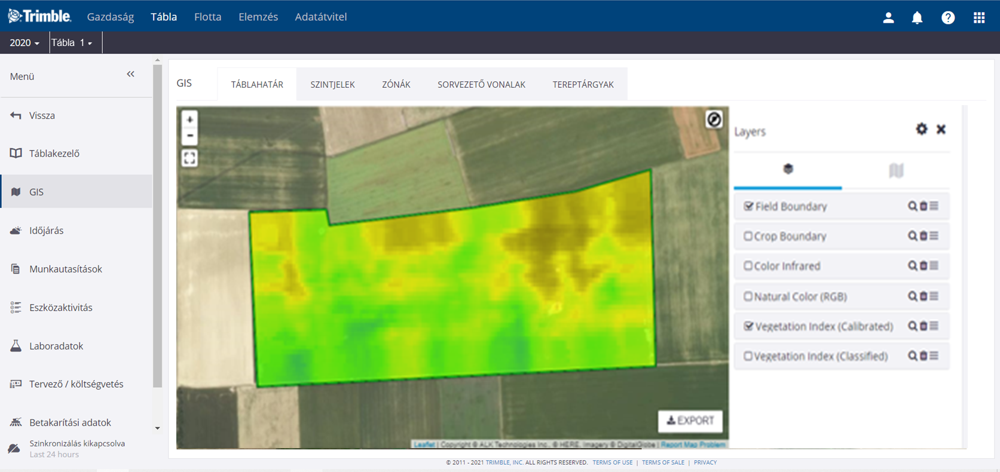 Trimble Gazdaság Tábla Flotta Elemzés Adatátvitel
2020 Tábla 1
Menü
Vissza
Táblakezelő
GIS
Időjárás
Munkautasítások
Eszközaktivitás
Laboradatok
Tervező / költségvetés
Betakarítási adatok
Szinkronizálás kikapcsolva
Last 24 hours
GIS TÁBLAHATÁR SZINTJELEK ZÓNÁK SORVEZETŐ VONALAK TEREPTÁRGYAK
+
-
EXPORT
Leaflet | Copyright © ALK Technologies Inc., © HERE, Imagery © DigitalGlobe | Report Map Problem
Layers
Field Boundary
Crop Boundary
Color Infrared
Natural Color (RGB)
Vegetation Index (Calibrated)
Vegetation Index (Classified)
© 2011 - 2021 TRIMBLE, INC. ALL RIGHTS RESERVED. TERMS OF USE | TERMS OF SALE | PRIVACY